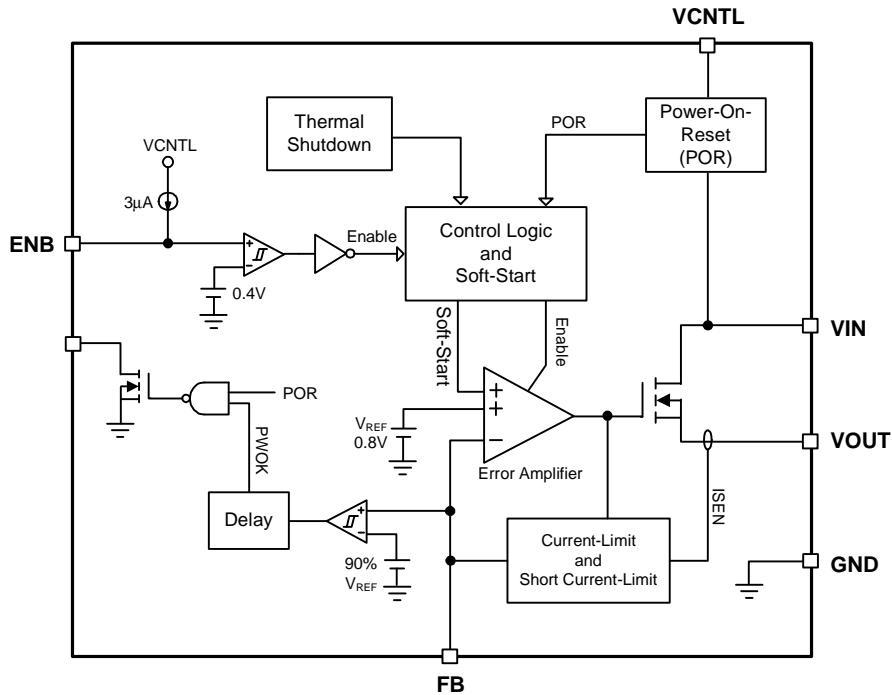 VCNTL
Thermal
Shutdown
POR
Power-On-
Reset
(POR)
VCNTL
3µA
ENB
Enable
+
−
0.4V
Control Logic
and
Soft-Start
Soft-Start
Enable
VIN
POR
PWOK
VREF
0.8V
+
+
−
Error Amplifier
VOUT
ISEN
Delay
+
−
90%
VREF
Current-Limit
and
Short Current-Limit
GND
FB